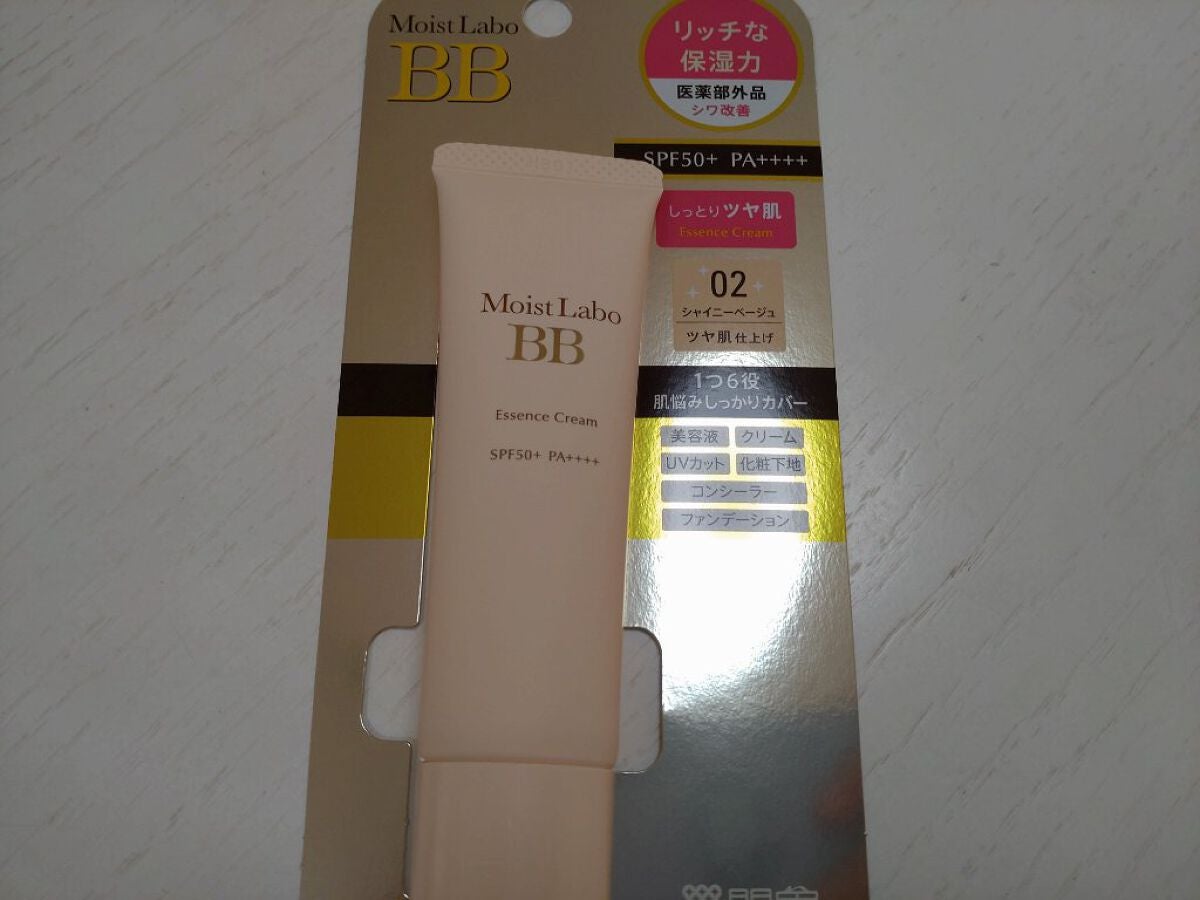 Moist Labo
BB
リッチな
保湿力
医薬部外品
シワ改善
SPF50+ PA++++
しっとりツヤ肌
Essence Cream
02
シャイニーベージュ
ツヤ肌仕上げ
1つ6役
肌悩みしっかりカバー
美容液 クリーム
UVカット 化粧下地
コンシーラー
ファンデーション
Moist Labo
BB
Essence Cream
SPF50+ PA++++